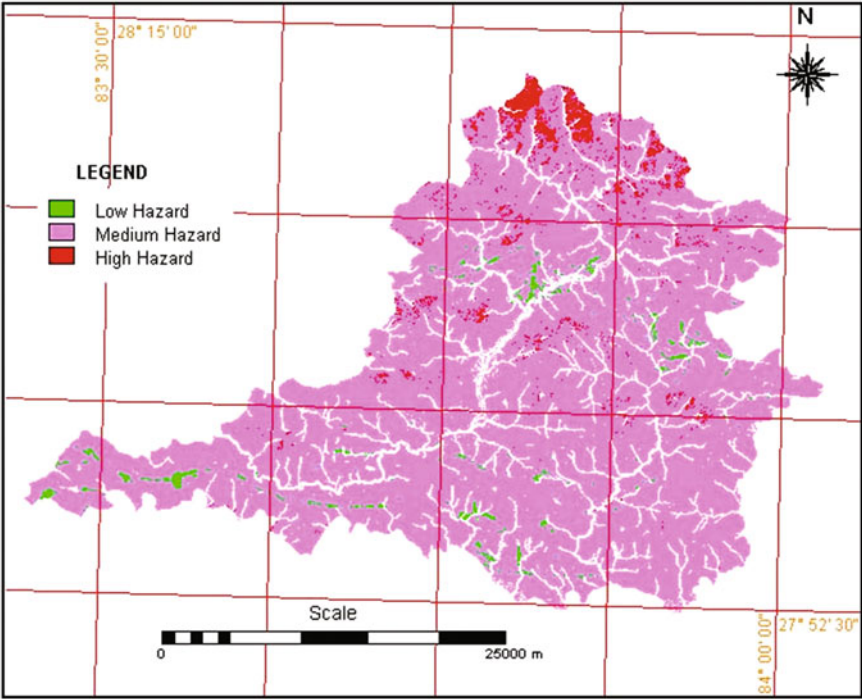 N
28° 15' 00"
83° 30' 00"
LEGEND
Low Hazard
Medium Hazard
High Hazard
Scale
0 25000 m
84° 00' 00"
27° 52' 30"